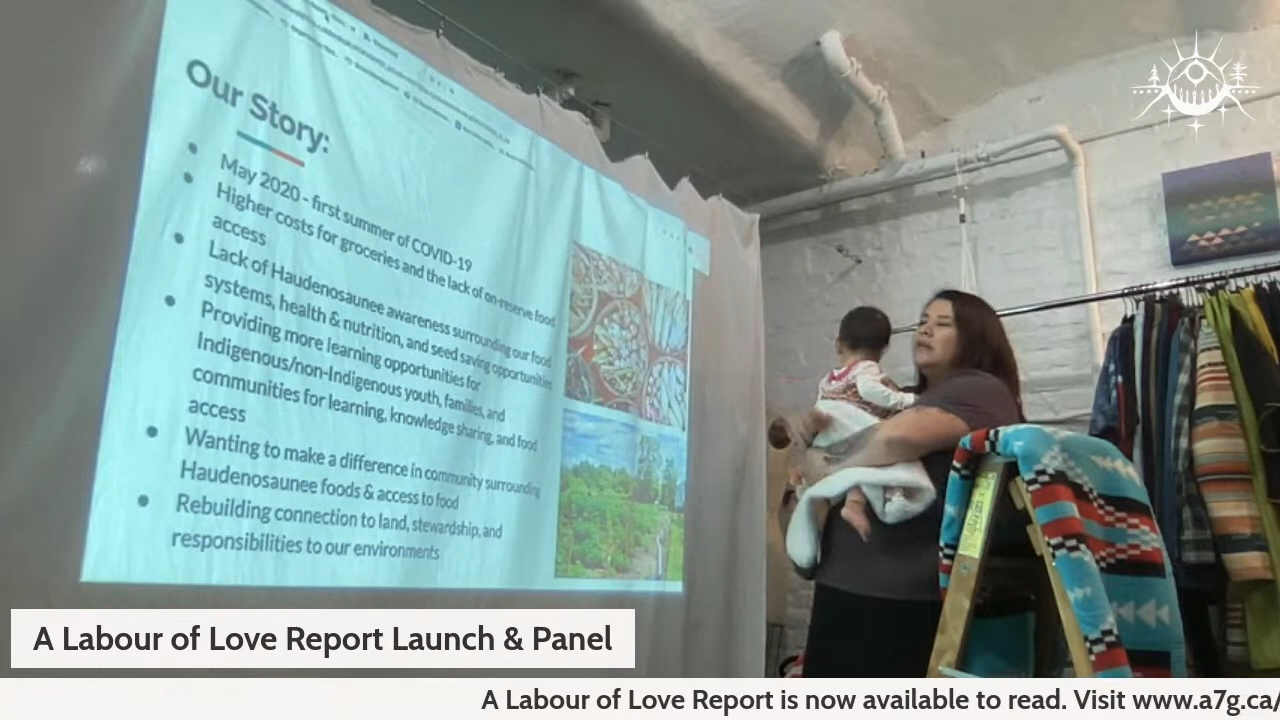 Our Story:
May 2020 - first summer of COVID-19
Higher costs for groceries and the lack of on-reserve food
access
Lack of Haudenosaunee awareness surrounding our food
systems, health & nutrition, and seed saving opportunities
Providing more learning opportunities for
Indigenous/non-Indigenous youth, families, and
communities for learning, knowledge sharing, and food
access
Wanting to make a difference in community surrounding
Haudenosaunee foods & access to food
Rebuilding connection to land, stewardship, and
responsibilities to our environments
A Labour of Love Report Launch & Panel
A Labour of Love Report is now available to read. Visit www.a7g.ca/